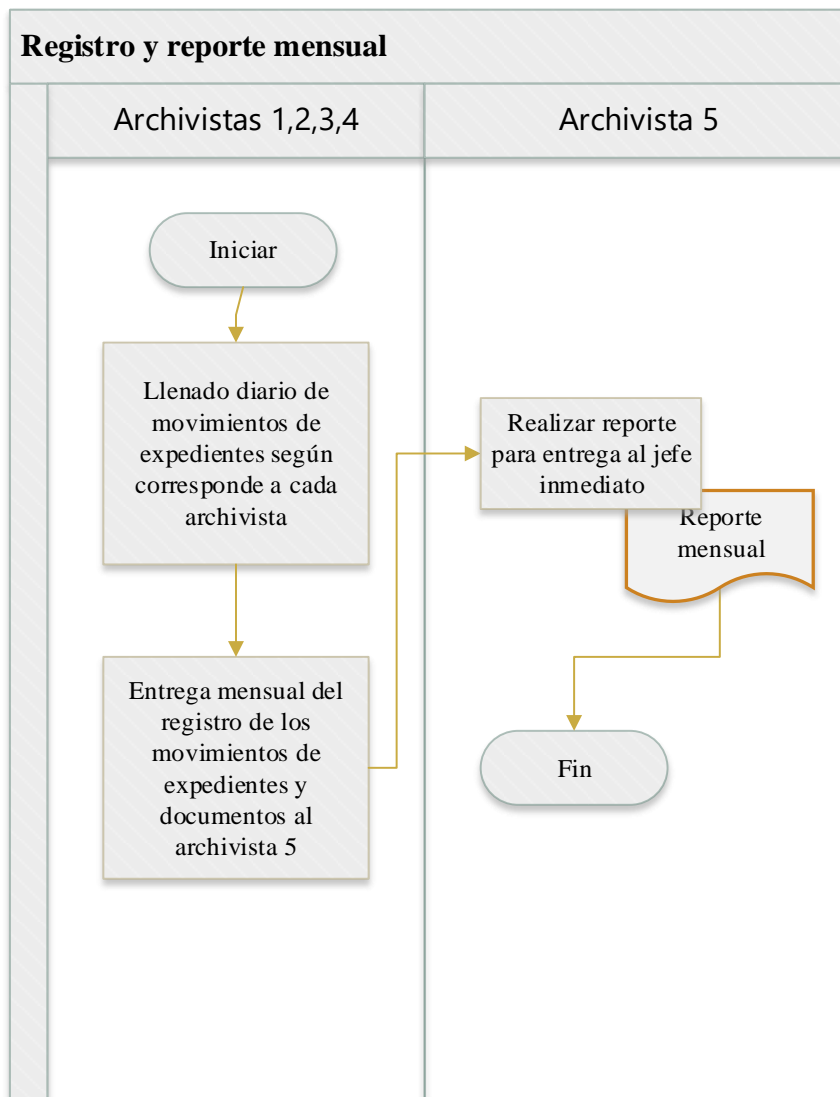 Registro y reporte mensual
Archivistas 1,2,3,4
Archivista 5
Iniciar
Llenado diario de
movimientos de
expedientes según
corresponde a cada
archivista
Entrega mensual del
registro de los
movimientos de
expedientes y
documentos al
archivista 5
Realizar reporte
para entrega al jefe
inmediato
Reporte
mensual
Fin